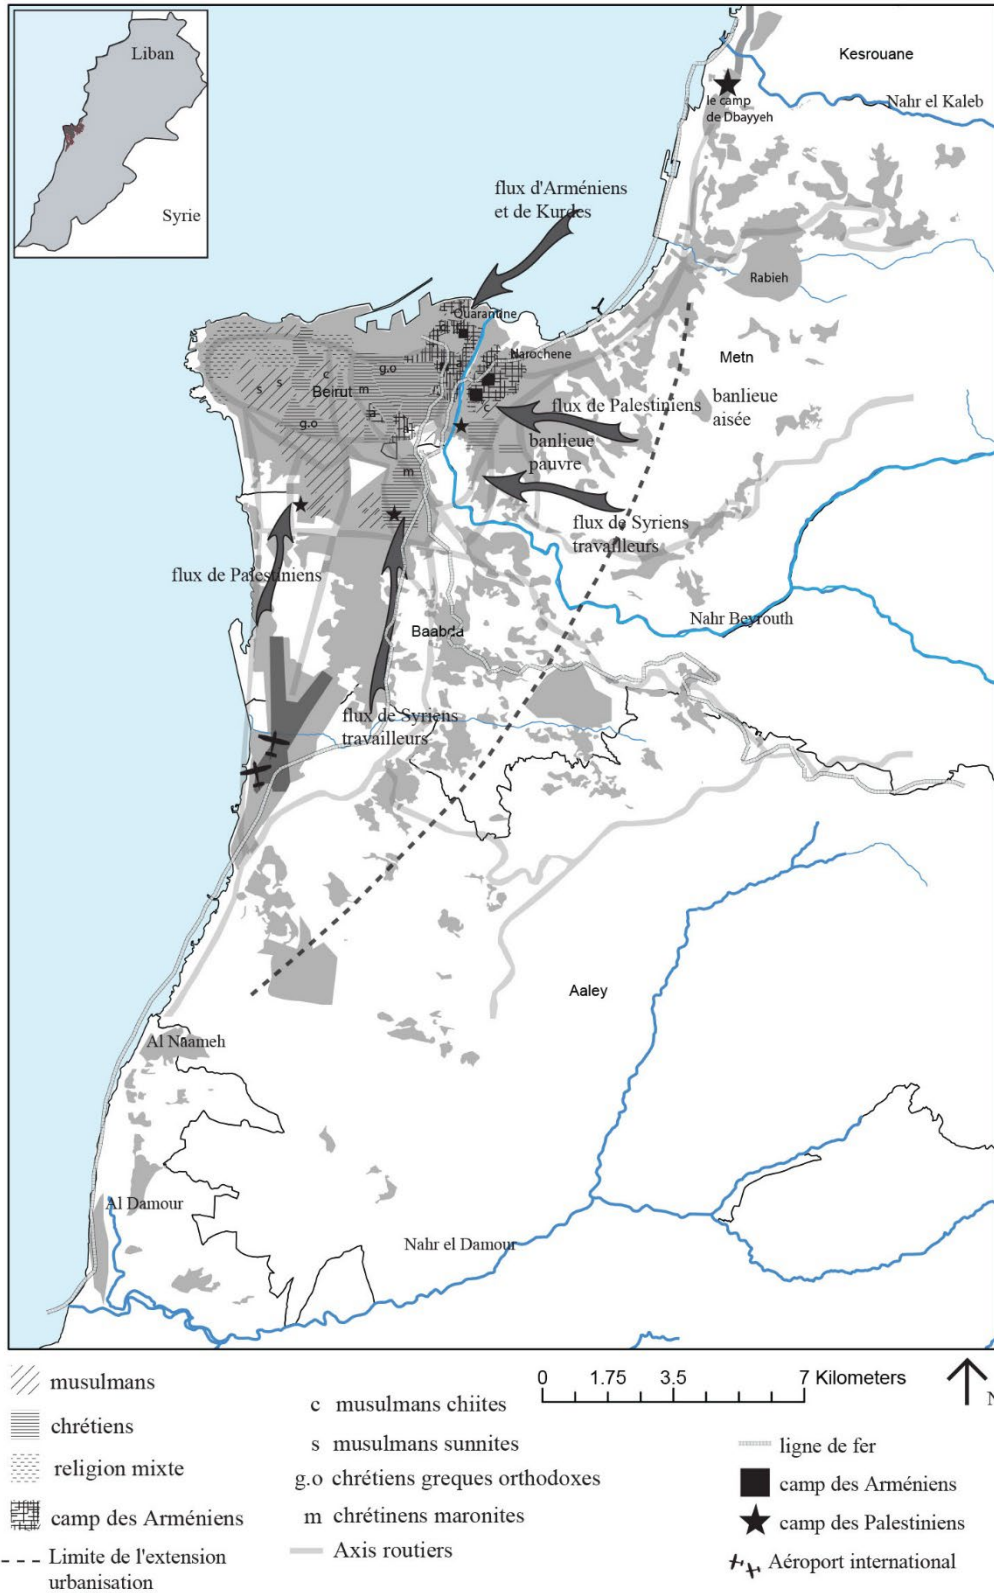 Liban
Syrie
Kesrouane
le camp
de Dbayyeh
Nahr el Kaleb
flux d'Arméniens
et de Kurdes
Rabieh
Quarantine
Narochene
Metn
g.o
c
s
s
Beirut
m
a
a
c
g.o
m
flux de Palestiniens
banlieue
aisée
banlieue
pauvre
flux de Syriens
travailleurs
flux de Palestiniens
Nahr Beyrouth
Baabda
flux de Syriens
travailleurs
Aaley
Al Naameh
Al Damour
Nahr el Damour
musulmans
chrétiens
religion mixte
camp des Arméniens
Limite de l'extension
urbanisation
c musulmans chiites
s musulmans sunnites
g.o chrétiens greques orthodoxes
m chrétinens maronites
Axis routiers
0 1.75 3.5 7 Kilometers
N
ligne de fer
camp des Arméniens
camp des Palestiniens
Aéroport international